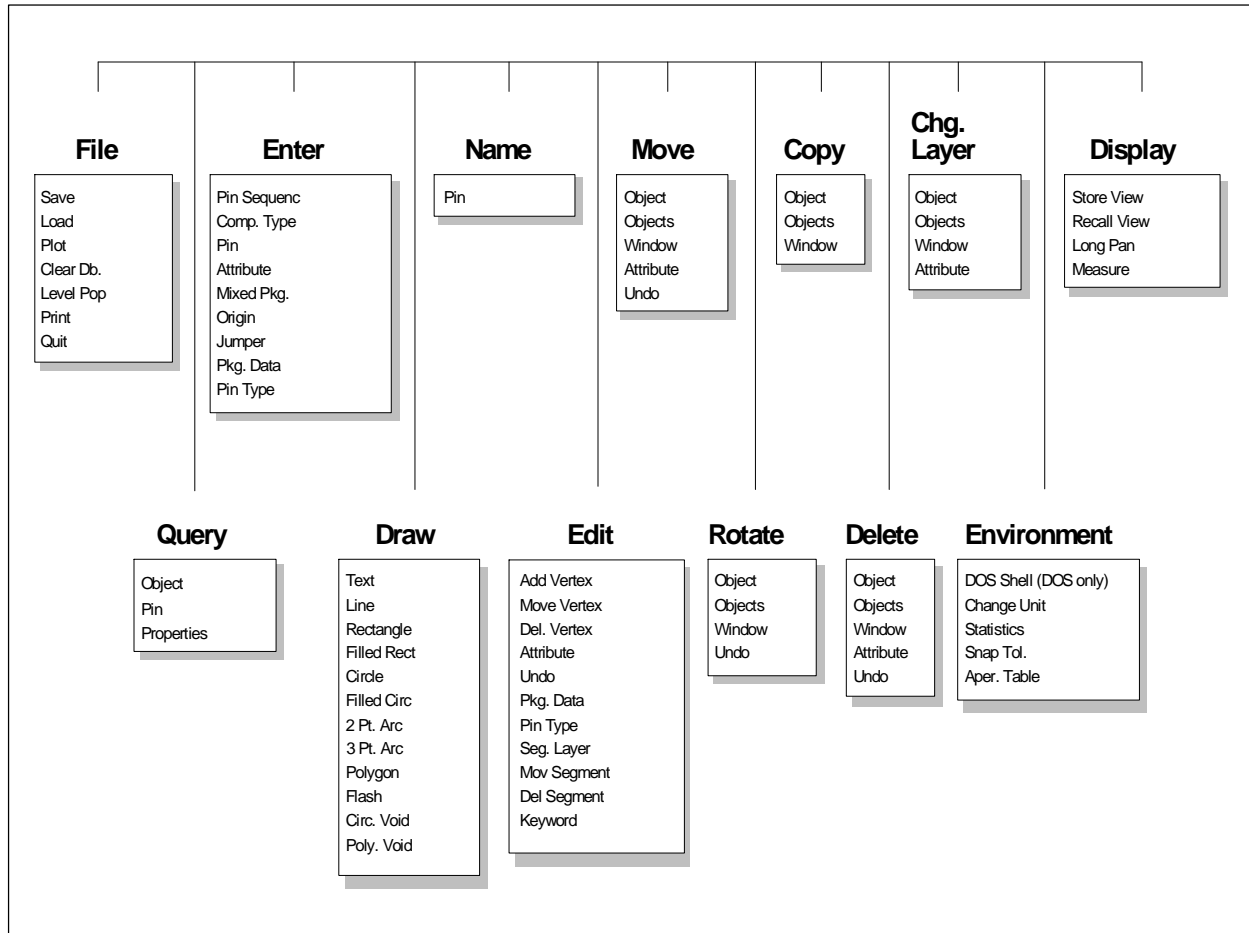 File
Save
Load
Plot
Clear Db.
Level Pop
Print
Quit
Enter
Pin Sequenc
Comp. Type
Pin
Attribute
Mixed Pkg.
Origin
Jumper
Pkg. Data
Pin Type
Name
Pin
Move
Object
Objects
Window
Attribute
Undo
Copy
Object
Objects
Window
Chg.
Layer
Object
Objects
Window
Attribute
Display
Store View
Recall View
Long Pan
Measure
Query
Object
Pin
Properties
Draw
Text
Line
Rectangle
Filled Rect
Circle
Filled Circ
2 Pt. Arc
3 Pt. Arc
Polygon
Flash
Circ. Void
Poly. Void
Edit
Add Vertex
Move Vertex
Del. Vertex
Attribute
Undo
Pkg. Data
Pin Type
Seg. Layer
Mov Segment
Del Segment
Keyword
Rotate
Object
Objects
Window
Undo
Delete
Object
Objects
Window
Attribute
Undo
Environment
DOS Shell (DOS only)
Change Unit
Statistics
Snap Tol.
Aper. Table